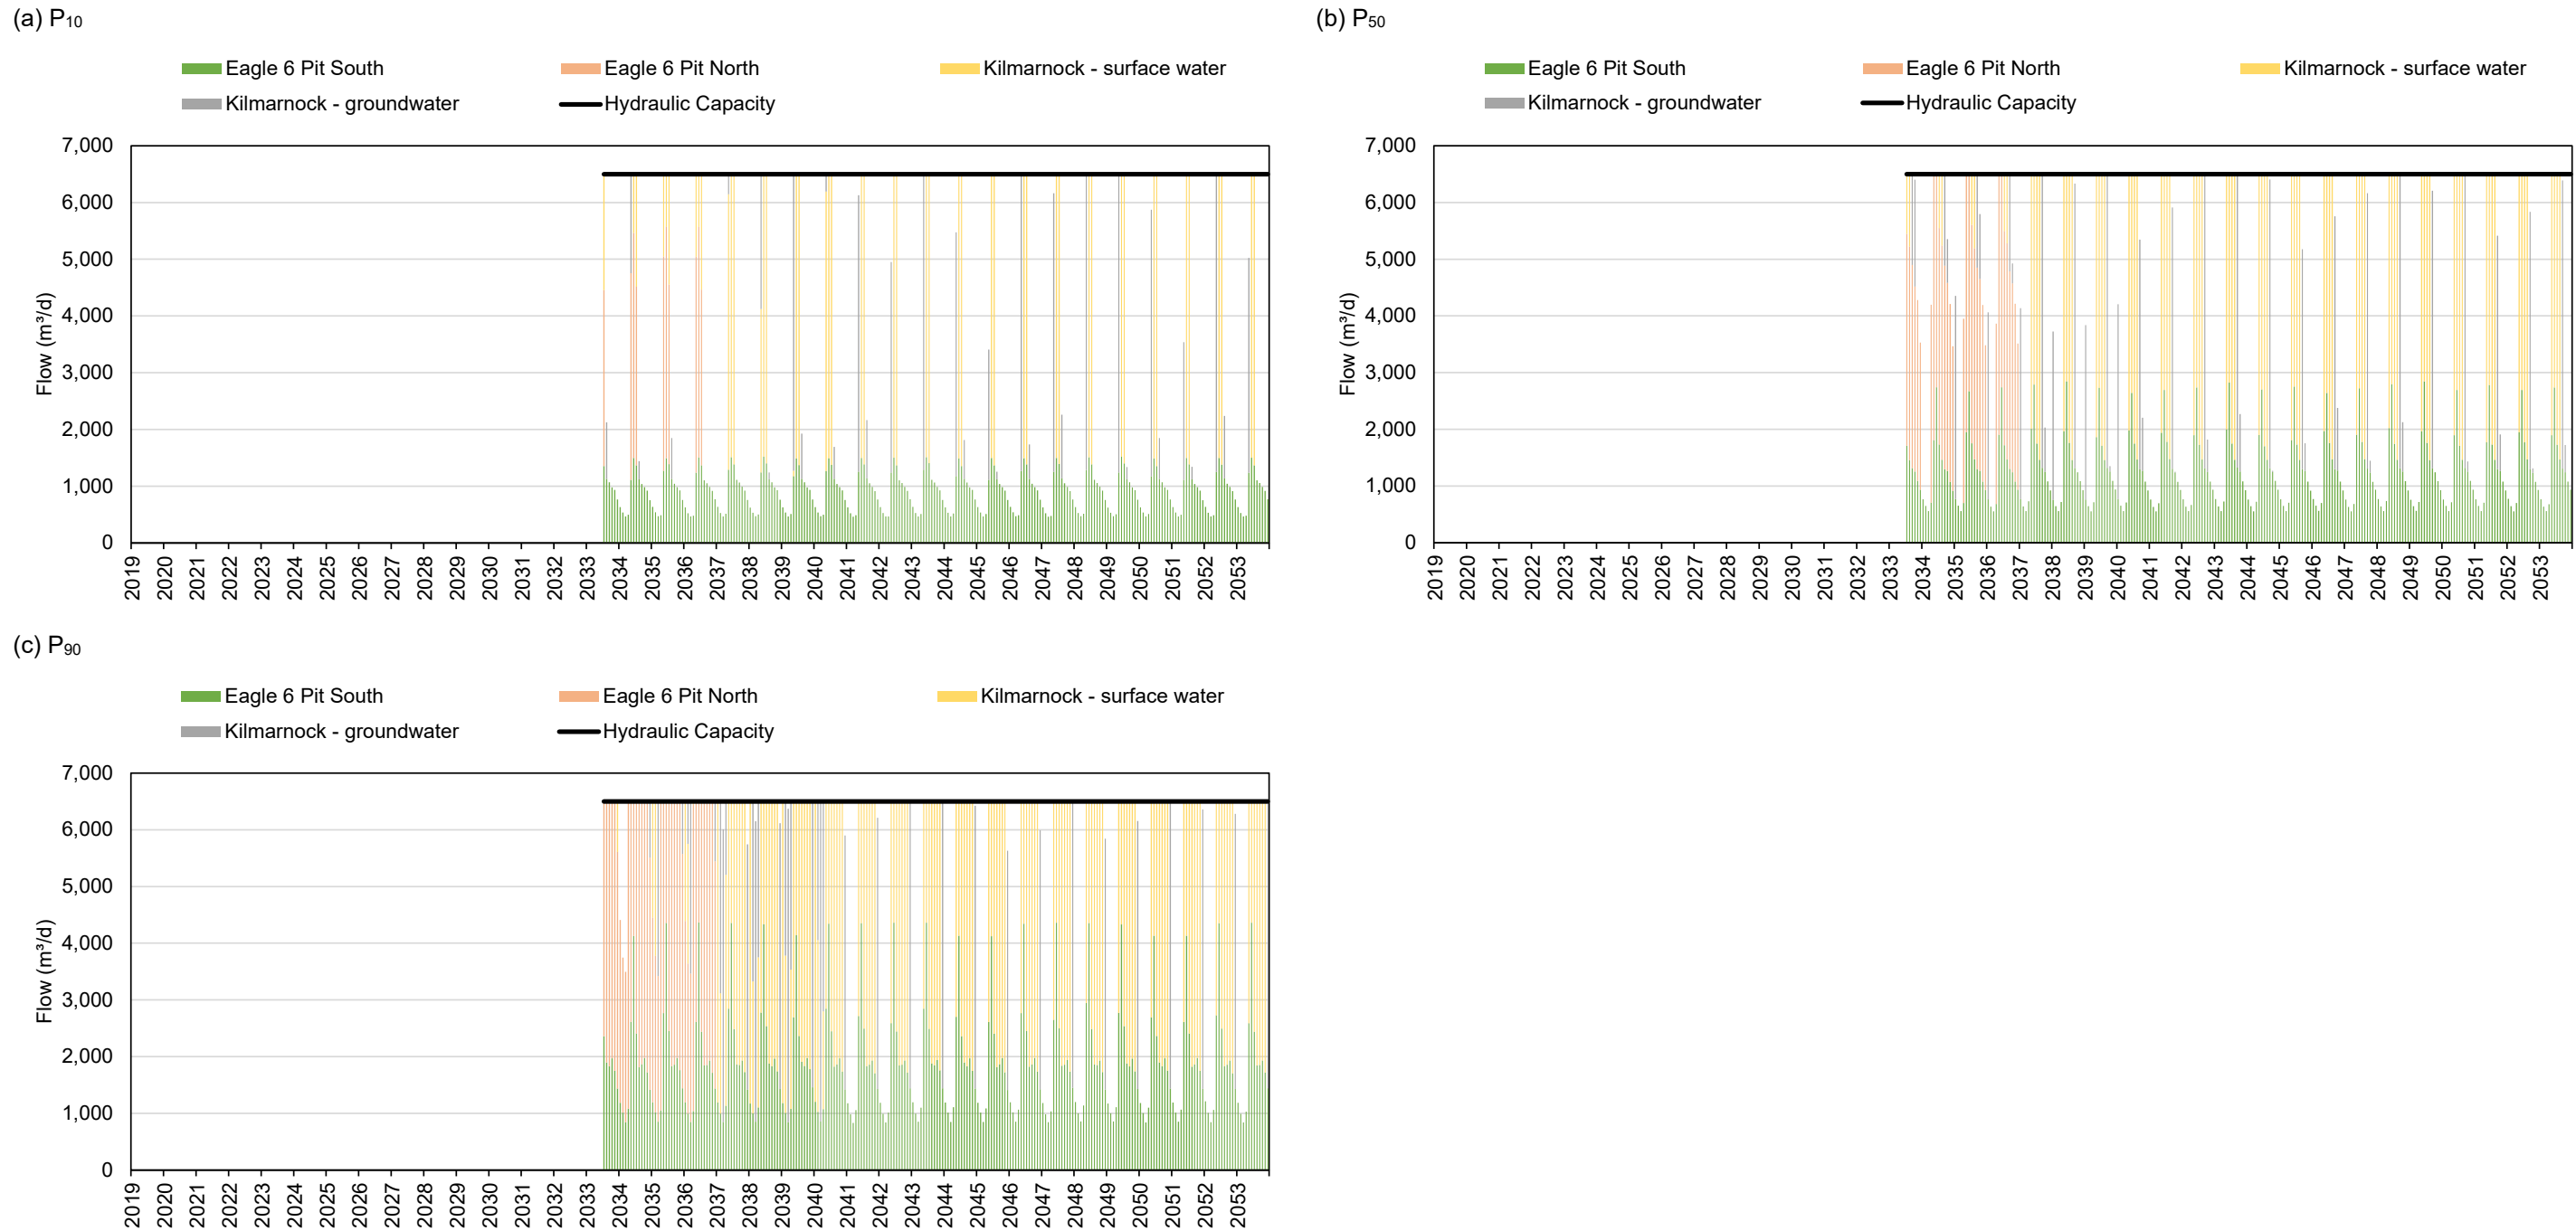 (a) P10
Eagle 6 Pit South
Eagle 6 Pit North
Kilmarnock - surface water
Kilmarnock - groundwater
Hydraulic Capacity
7,000
6,000
5,000
4,000
3,000
2,000
1,000
0
Flow (m³/d)
2019 2020 2021 2022 2023 2024 2025 2026 2027 2028 2029 2030 2031 2032 2033 2034 2035 2036 2037 2038 2039 2040 2041 2042 2043 2044 2045 2046 2047 2048 2049 2050 2051 2052 2053
(b) P50
Eagle 6 Pit South
Eagle 6 Pit North
Kilmarnock - surface water
Kilmarnock - groundwater
Hydraulic Capacity
7,000
6,000
5,000
4,000
3,000
2,000
1,000
0
Flow (m³/d)
2019 2020 2021 2022 2023 2024 2025 2026 2027 2028 2029 2030 2031 2032 2033 2034 2035 2036 2037 2038 2039 2040 2041 2042 2043 2044 2045 2046 2047 2048 2049 2050 2051 2052 2053
(c) P90
Eagle 6 Pit South
Eagle 6 Pit North
Kilmarnock - surface water
Kilmarnock - groundwater
Hydraulic Capacity
7,000
6,000
5,000
4,000
3,000
2,000
1,000
0
Flow (m³/d)
2019 2020 2021 2022 2023 2024 2025 2026 2027 2028 2029 2030 2031 2032 2033 2034 2035 2036 2037 2038 2039 2040 2041 2042 2043 2044 2045 2046 2047 2048 2049 2050 2051 2052 2053